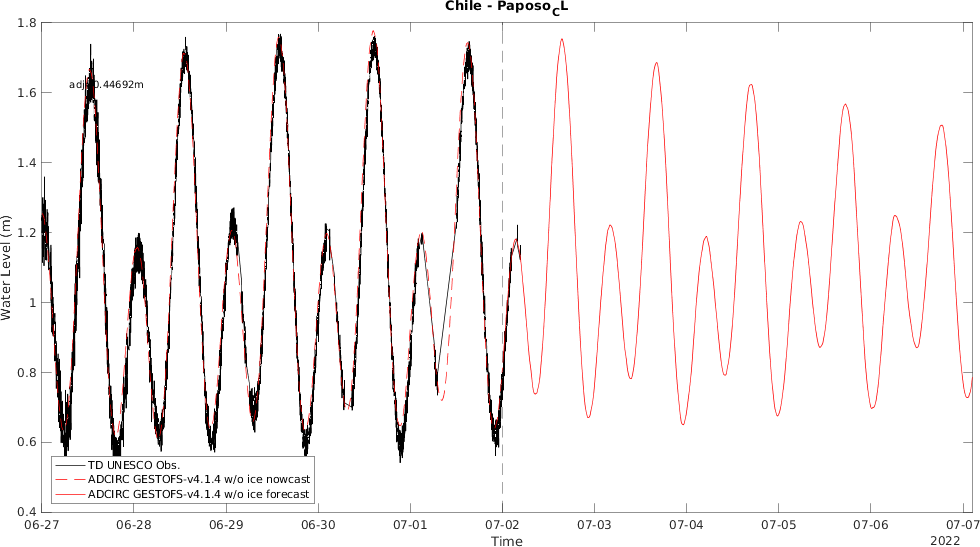 Chile - PaposoCL
1.8
1.6
1.4
1.2
1
0.8
0.6
0.4
Water Level (m)
0.44692m
TD UNESCO Obs.
ADCIRC GESTOFS-v4.1.4 w/o ice nowcast
ADCIRC GESTOFS-v4.1.4 w/o ice forecast
06-27 06-28 06-29 06-30 07-01 07-02 07-03 07-04 07-05 07-06 07-07
Time
2022